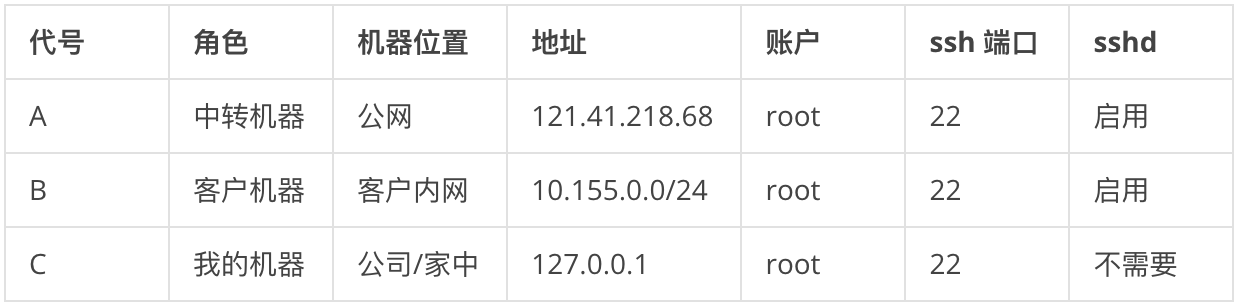 代号 角色 机器位置 地址 账户 ssh 端口 sshd
A 中转机器 公网 121.41.218.68 root 22 启用
B 客户机器 客户内网 10.155.0.0/24 root 22 启用
C 我的机器 公司/家中 127.0.0.1 root 22 不需要